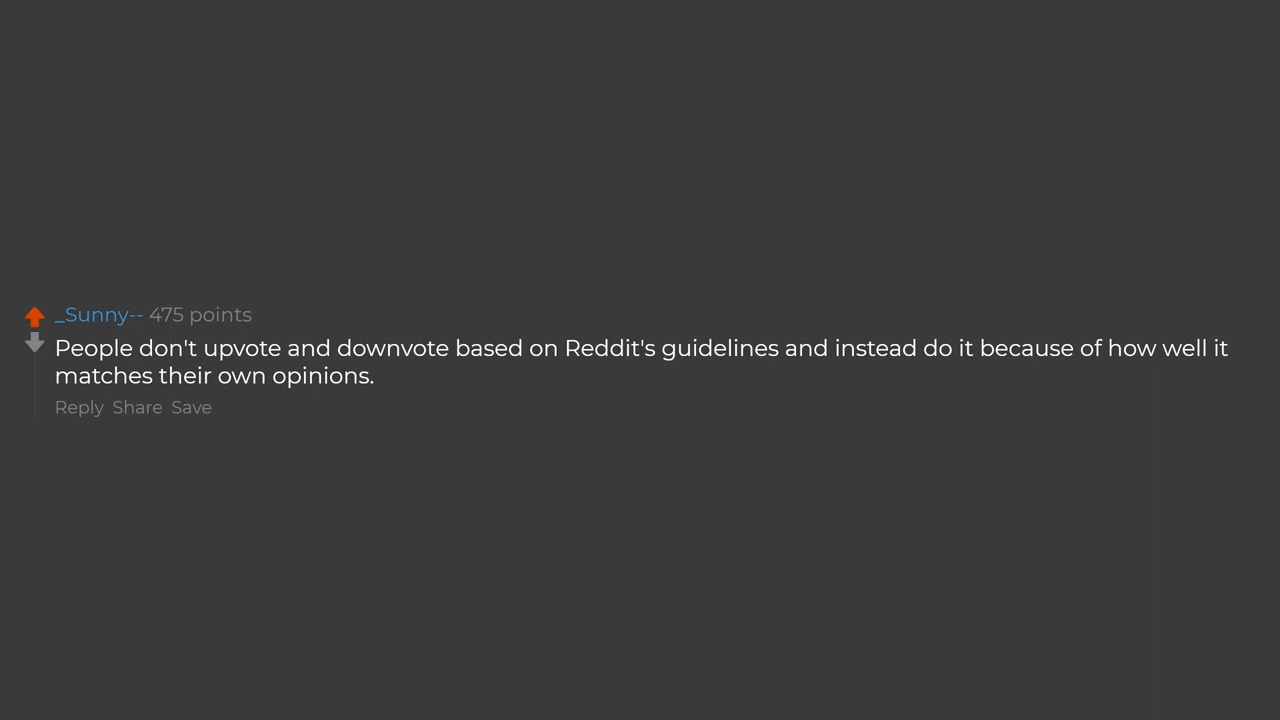 _Sunny-- 475 points
People don't upvote and downvote based on Reddit's guidelines and instead do it because of how well it
matches their own opinions.
Reply Share Save